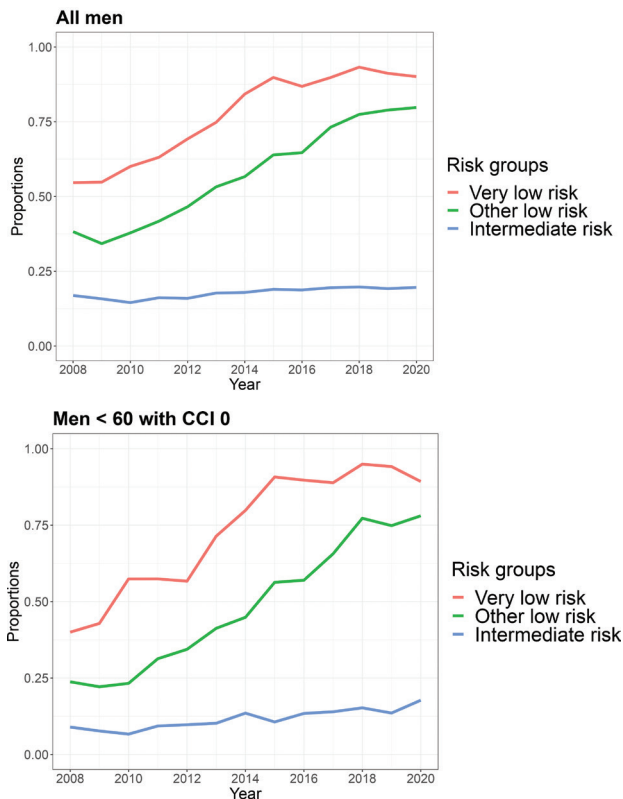 All men
1.00
0.75
0.50
0.25
0.00
Proportions
2008 2010 2012 2014 2016 2018 2020
Year
Risk groups
Very low risk
Other low risk
Intermediate risk
Men < 60 with CCI 0
1.00
0.75
0.50
0.25
0.00
Proportions
2008 2010 2012 2014 2016 2018 2020
Year
Risk groups
Very low risk
Other low risk
Intermediate risk